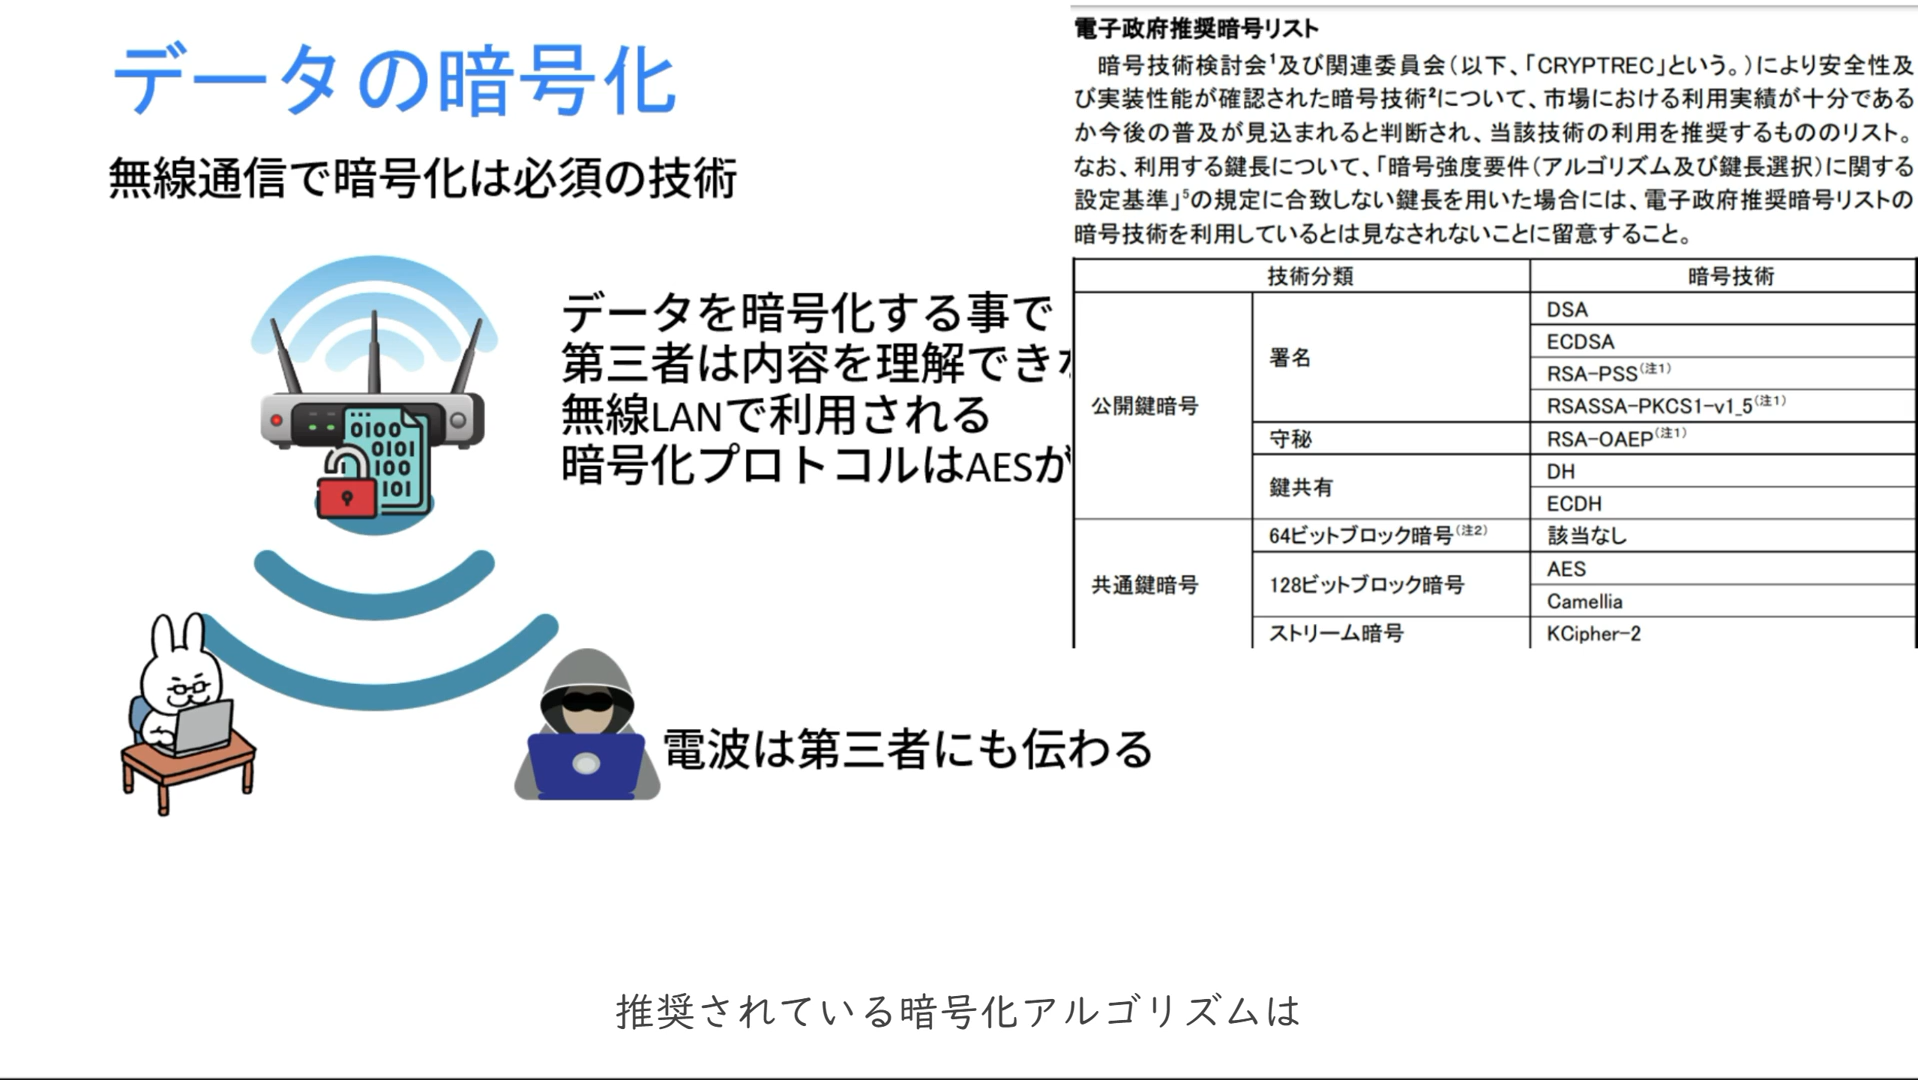 データの暗号化
無線通信で暗号化は必須の技術
データを暗号化する事で
第三者は内容を理解でき
無線LANで利用される
暗号化プロトコルはAESが
0100
0101
100
101
電波は第三者にも伝わる
電子政府推奨暗号リスト
暗号技術検討会1及び関連委員会(以下、「CRYPTREC」という。)により安全性及
び実装性能が確認された暗号技術2について、市場における利用実績が十分である
か今後の普及が見込まれると判断され、当該技術の利用を推奨するもののリスト。
なお、利用する鍵長について、「暗号強度要件(アルゴリズム及び鍵長選択)に関する
設定基準」5の規定に合致しない鍵長を用いた場合には、電子政府推奨暗号リストの
暗号技術を利用しているとは見なされないことに留意すること。
技術分類 暗号技術
公開鍵暗号 署名 DSA
ECDSA
RSA-PSS(注1)
RSASSA-PKCS1-v1_5(注1)
守秘 RSA-OAEP(注1)
鍵共有 DH
ECDH
共通鍵暗号 64ビットブロック暗号(注2) 該当なし
128ビットブロック暗号 AES
Camellia
ストリーム暗号 KCipher-2
推奨されている暗号化アルゴリズムは